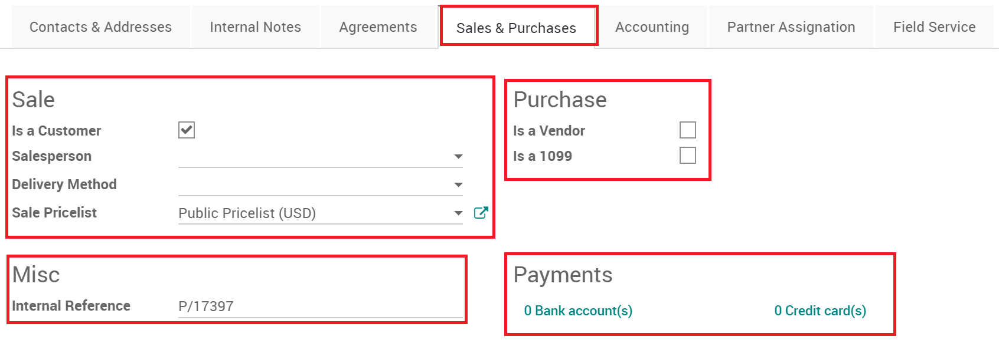 Contacts & Addresses Internal Notes Agreements Sales & Purchases Accounting Partner Assignation Field Service
Sale
Is a Customer
Salesperson
Delivery Method
Sale Pricelist Public Pricelist (USD)
Purchase
Is a Vendor
Is a 1099
Misc
Internal Reference P/17397
Payments
0 Bank account(s) 0 Credit card(s)